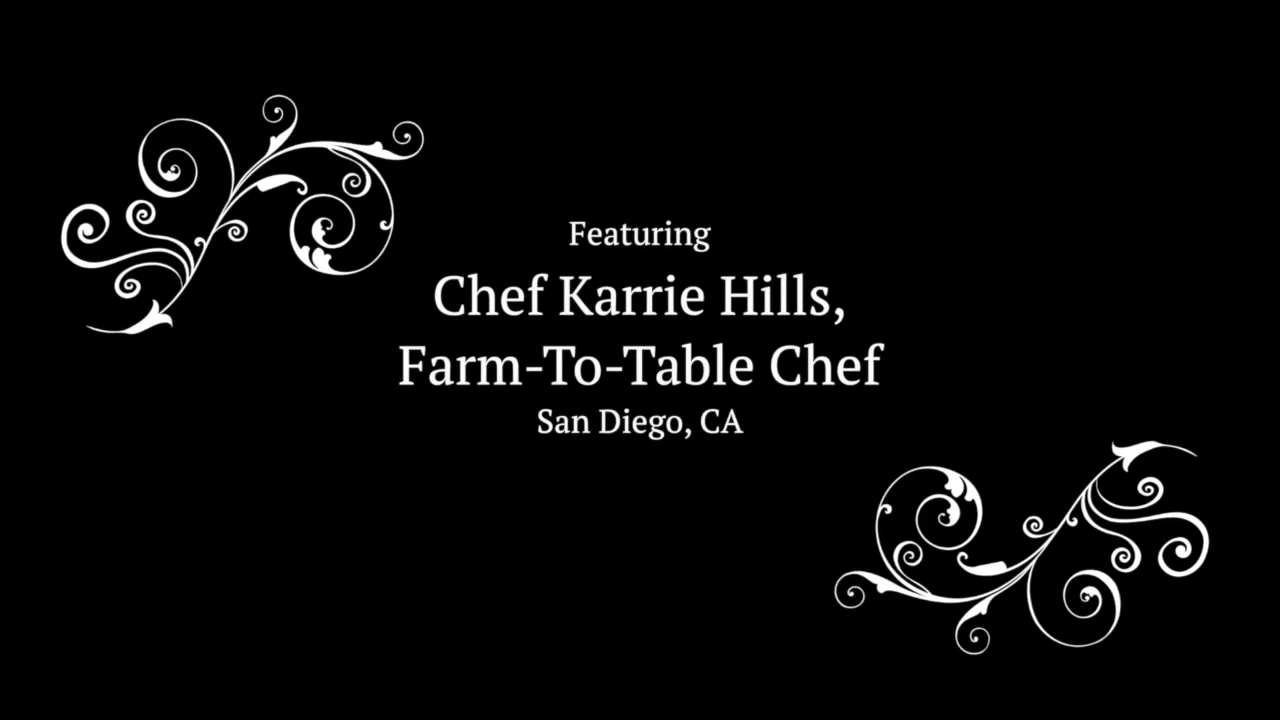 Featuring
Chef Karrie Hills,
Farm-To-Table Chef
San Diego, CA